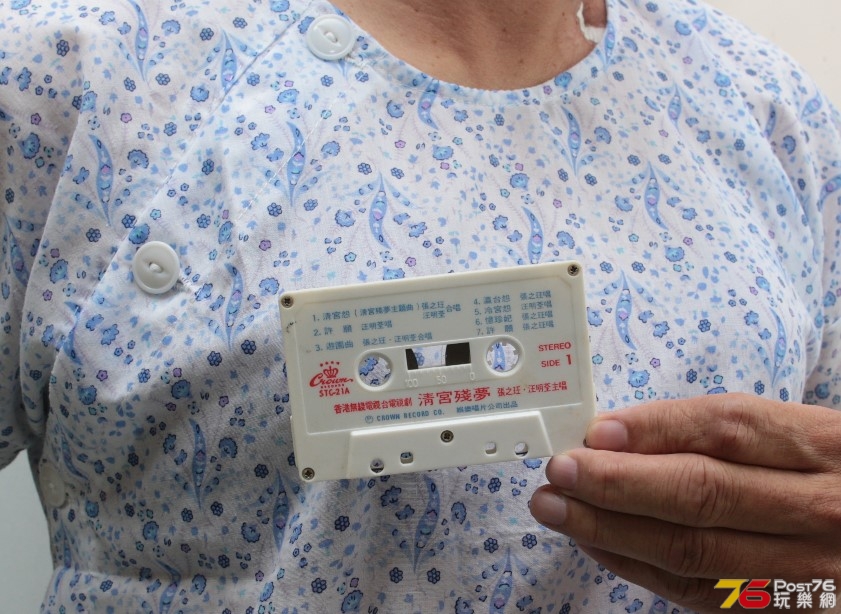 1. 清宮怨（清宮殘夢主題曲）張之珏 汪明荃 合唱
2. 許願 汪明荃唱
3. 遊園曲 張之珏·汪明荃合唱
4. 瀛台怨 張之珏唱
5. 冷宮怨 汪明荃唱
6. 懷珍妃 張之珏唱
7. 許願 張之珏唱
STEREO
SIDE 1
100 50 0
Crown
STC-21A
香港無綫電視台電視劇 清宮殘夢 張之珏·汪明荃主唱
Ⓟ CROWN RECORD CO. 娛樂唱片公司出品
76 POST76
玩樂網